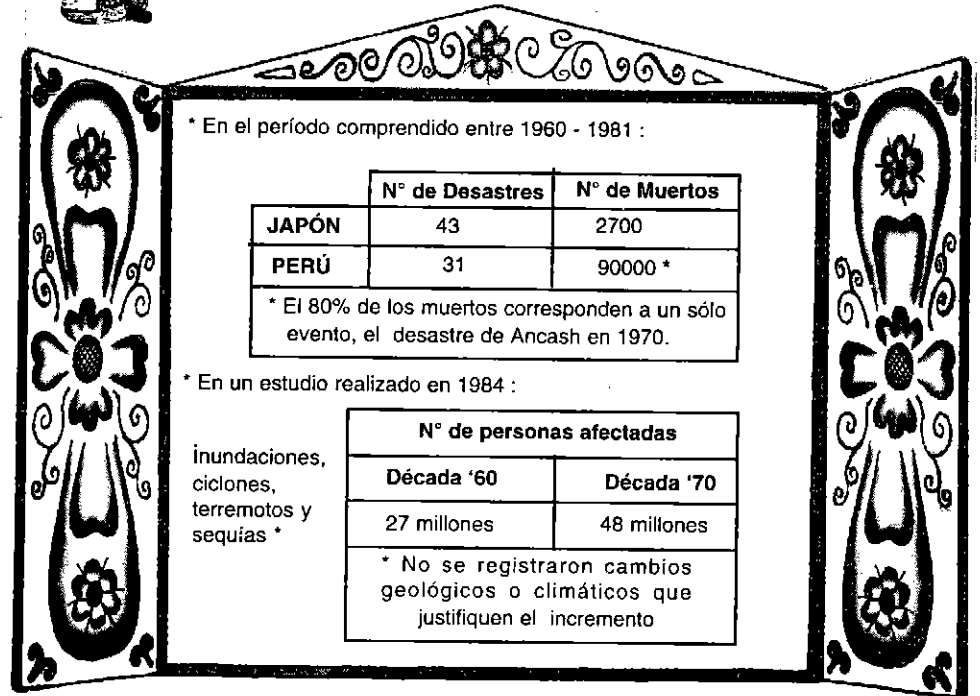 * En el período comprendido entre 1960 - 1981 :
N° de Desastres N° de Muertos
JAPÓN 43 2700
PERÚ 31 90000 *
* El 80% de los muertos corresponden a un sólo
evento, el desastre de Ancash en 1970.
* En un estudio realizado en 1984 :
N° de personas afectadas
Inundaciones,
ciclones,
terremotos y
sequías *
Década ‘60 Década ‘70
27 millones 48 millones
* No se registraron cambios
geológicos o climáticos que
justifiquen el incremento